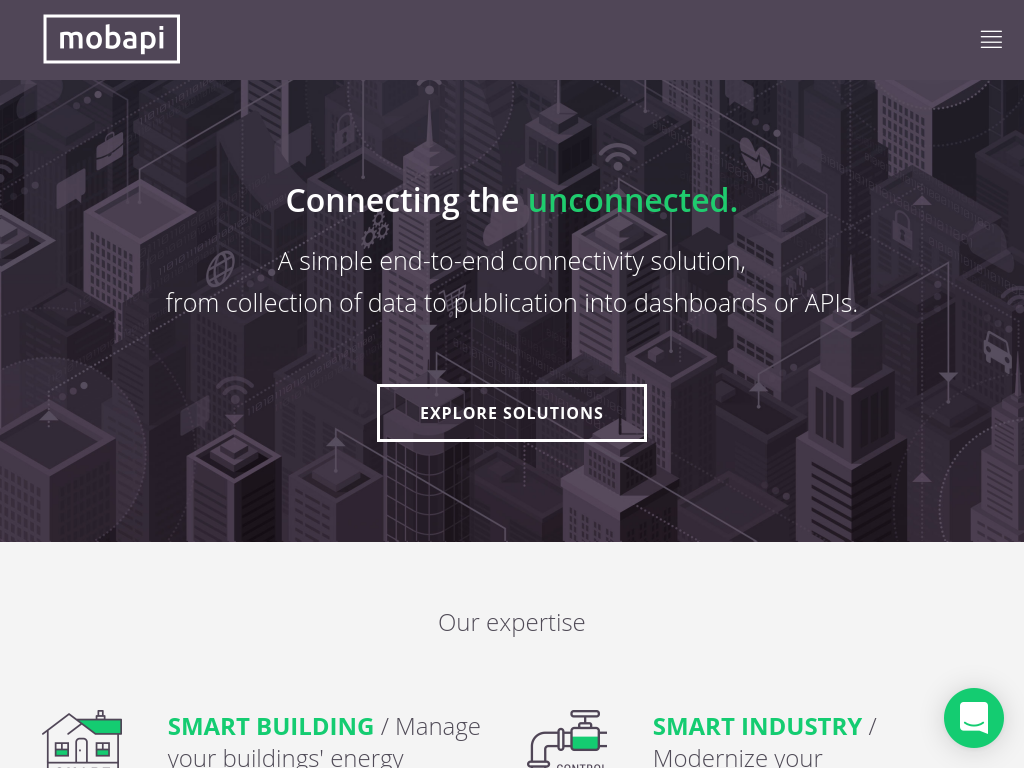 mobapi
Connecting the unconnected.
A simple end-to-end connectivity solution,
from collection of data to publication into dashboards or APIs.
EXPLORE SOLUTIONS
Our expertise
SMART BUILDING / Manage
your buildings' energy
SMART INDUSTRY /
Modernize your
CONTROL